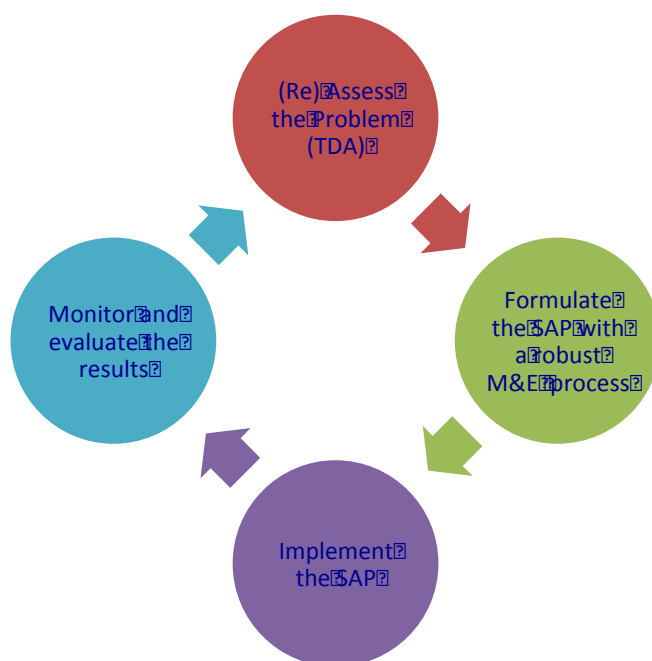 (Re)⍰Assess⍰
the⍰Problem⍰
(TDA)⍰
Formulate⍰
the⍰SAP⍰with⍰
a⍰robust⍰
M&E⍰process⍰
Implement⍰
the⍰SAP⍰
Monitor⍰and⍰
evaluate⍰the⍰
results⍰